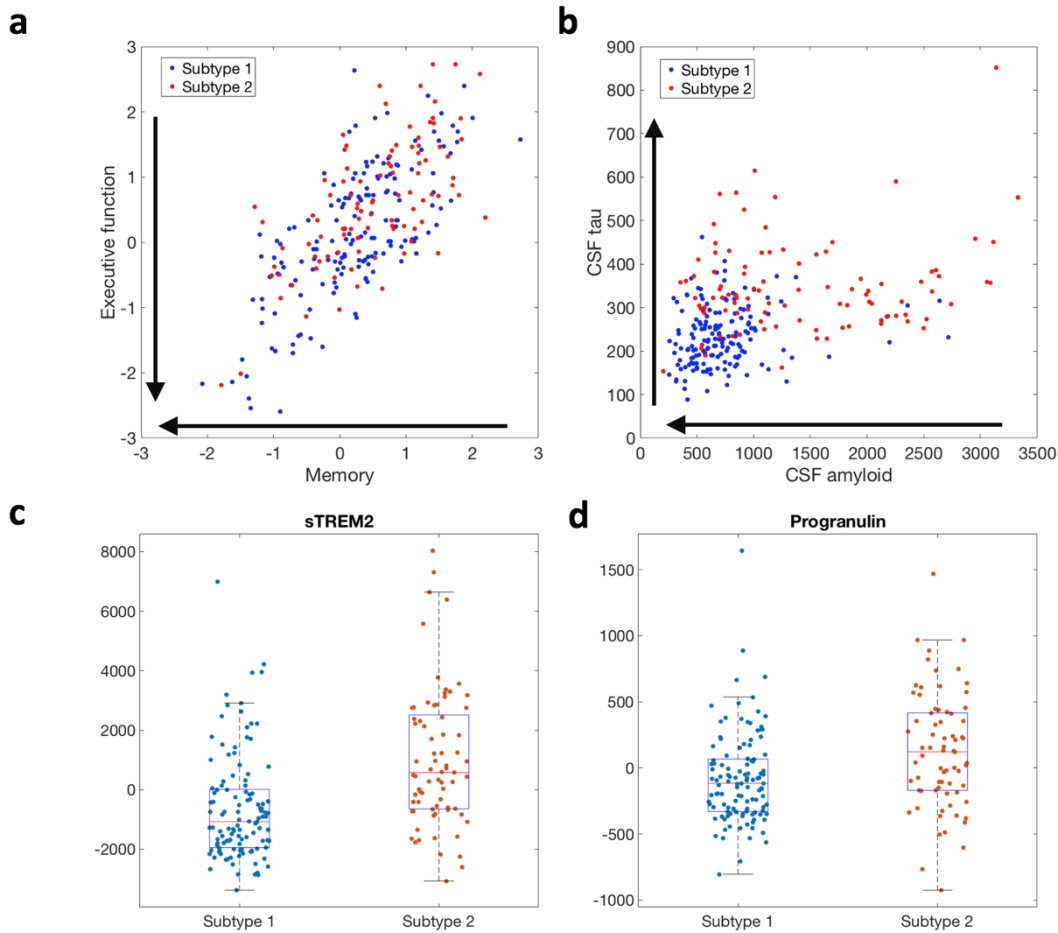 a
Subtype 1
Subtype 2
3
2
1
0
-1
-2
-3
Executive function
-3
-2
-1
0
1
2
3
Memory
b
Subtype 1
Subtype 2
900
800
700
600
500
400
300
200
100
0
CSF tau
0
500
1000
1500
2000
2500
3000
3500
CSF amyloid
c
sTREM2
8000
6000
4000
2000
0
-2000
Subtype 1
Subtype 2
d
Progranulin
1500
1000
500
0
-500
-1000
Subtype 1
Subtype 2